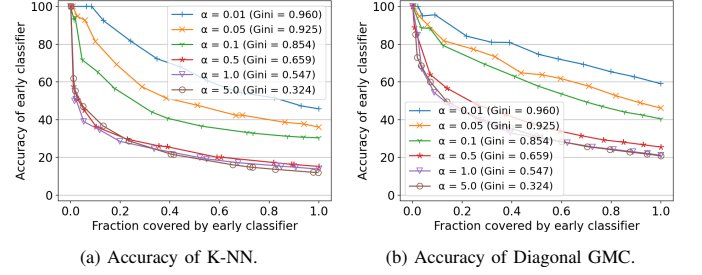 100
80
60
40
20
0
Accuracy of early classifier
α = 0.01 (Gini = 0.960)
α = 0.05 (Gini = 0.925)
α = 0.1 (Gini = 0.854)
α = 0.5 (Gini = 0.659)
α = 1.0 (Gini = 0.547)
α = 5.0 (Gini = 0.324)
0.0 0.2 0.4 0.6 0.8 1.0
Fraction covered by early classifier
(a) Accuracy of K-NN.
100
80
60
40
20
0
Accuracy of early classifier
α = 0.01 (Gini = 0.960)
α = 0.05 (Gini = 0.925)
α = 0.1 (Gini = 0.854)
α = 0.5 (Gini = 0.659)
α = 1.0 (Gini = 0.547)
α = 5.0 (Gini = 0.324)
0.0 0.2 0.4 0.6 0.8 1.0
Fraction covered by early classifier
(b) Accuracy of Diagonal GMC.